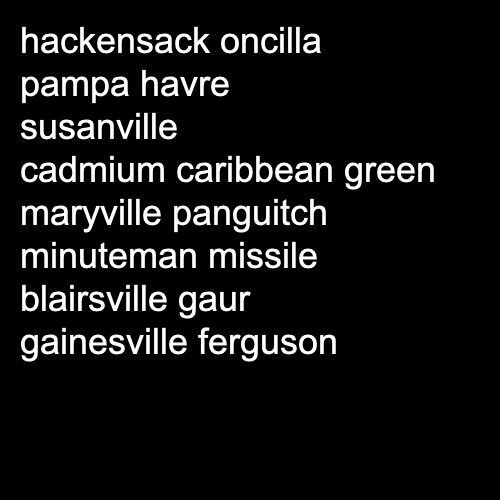 hackensack oncilla
pampa havre
susanville
cadmium caribbean green
maryville panguitch
minuteman missile
blairsville gaur
gainesville ferguson